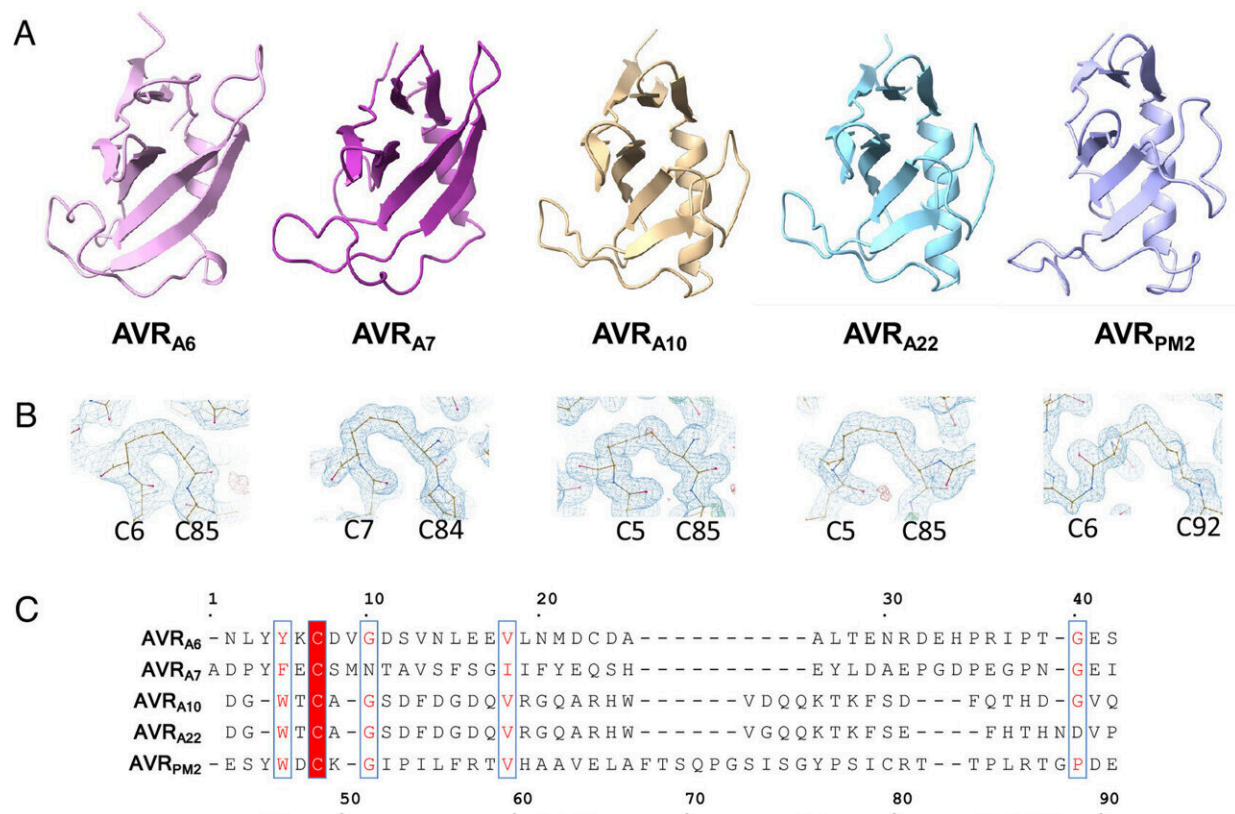 A
AVRA6 AVRA7 AVRA10 AVRA22 AVRPM2
B
C6 C85 C7 C84 C5 C85 C5 C85 C6 C92
C
1 10 20 30 40
AVRA6 -NLYYKCDVGDSVNLEEVLNMDCDA----------ALTENRDEHPRIPT-GES
AVRA7 ADPYFECSMNTAVSFSGIIFYEQSH----------EYLDAEPGDPEGPN-GEI
AVRA10 -DG-WTCA-GSDFDGDQVRGQARHW------VDQQKTKFSD---FQTHD-GVQ
AVRA22 -DG-WTCA-GSDFDGDQVRGQARHW------VGQQKTKFSE----FHTHNDVP
AVRPM2 -ESYWDCK-GIPILFRTVHAAVELAFTSQPGSISGYPSICRT--TPLRTGPDE
50 60 70 80 90